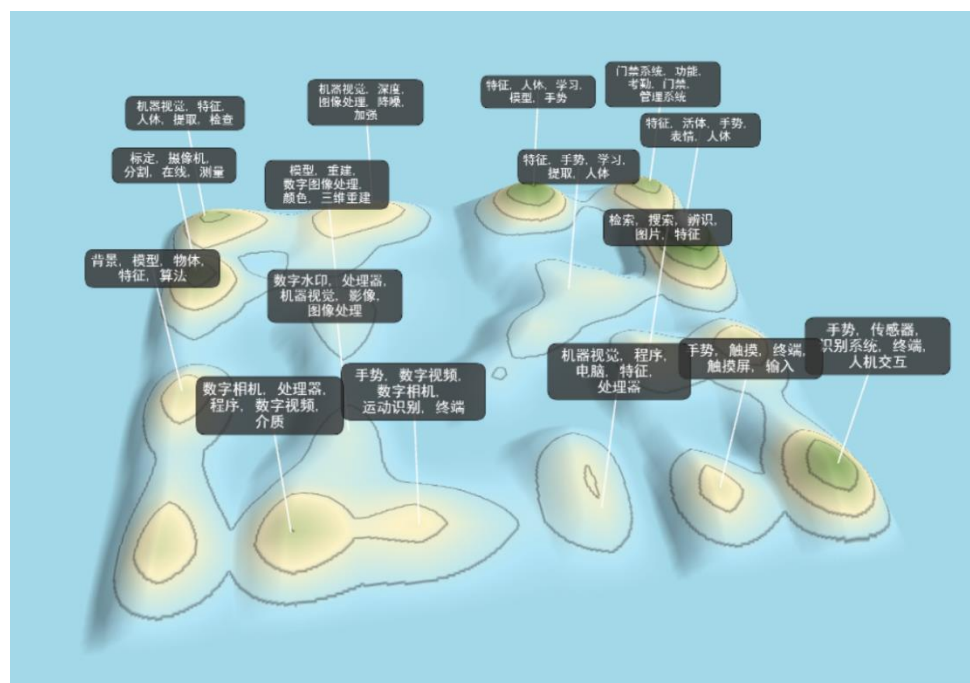 机器视觉, 特征,
人体, 提取, 检查
机器视觉, 深度,
图像处理, 降噪,
加强
特征, 人体, 学习,
模型, 手势
门禁系统, 功能,
考勤, 门禁,
管理系统
特征, 活体, 手势,
表情, 人体
标定, 摄像机,
分割, 在线, 测量
模型, 重建,
数字图像处理,
颜色, 三维重建
特征, 手势, 学习,
提取, 人体
检索, 搜索, 辨识,
图片, 特征
背景, 模型, 物体,
特征, 算法
数字水印, 处理器,
机器视觉, 影像,
图像处理
数字相机, 处理器,
程序, 数字视频,
介质
手势, 数字视频,
数字相机,
运动识别, 终端
机器视觉, 程序,
电脑, 特征,
处理器
手势, 触摸, 终端,
触摸屏, 输入
手势, 传感器,
识别系统, 终端,
人机交互